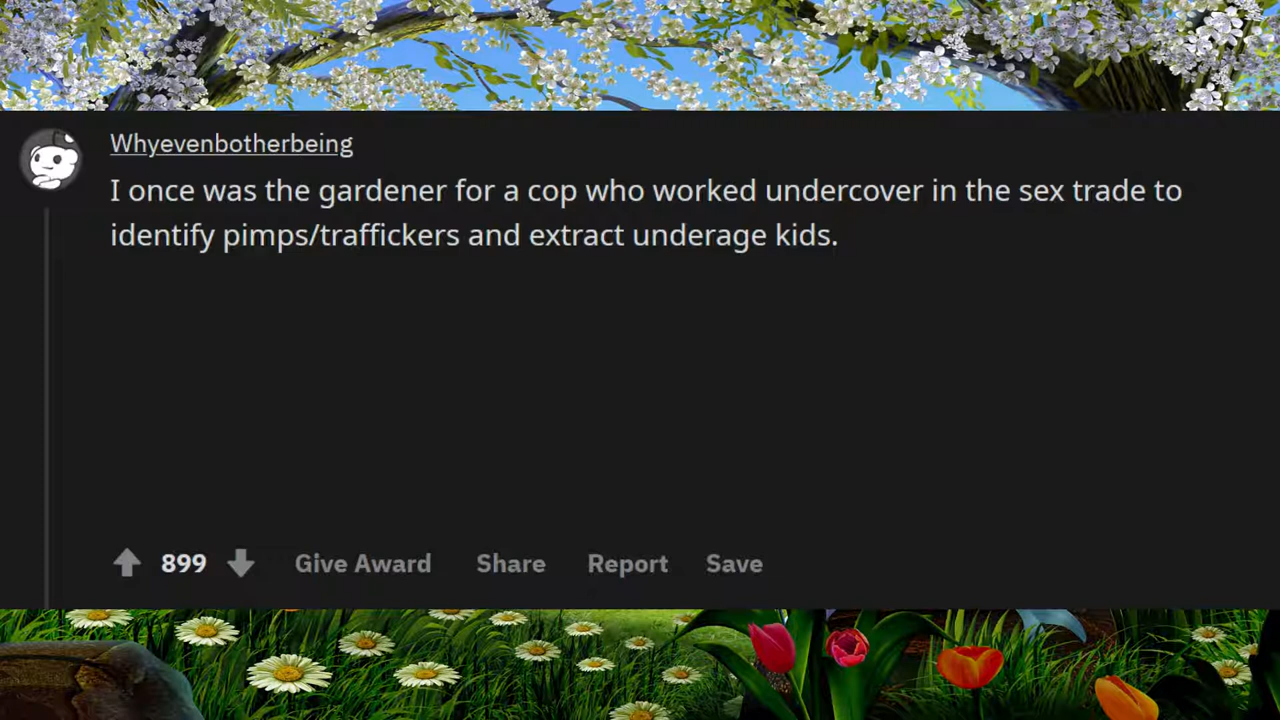 Whyevenbotherbeing
I once was the gardener for a cop who worked undercover in the sex trade to
identify pimps/traffickers and extract underage kids.
899 Give Award Share Report Save